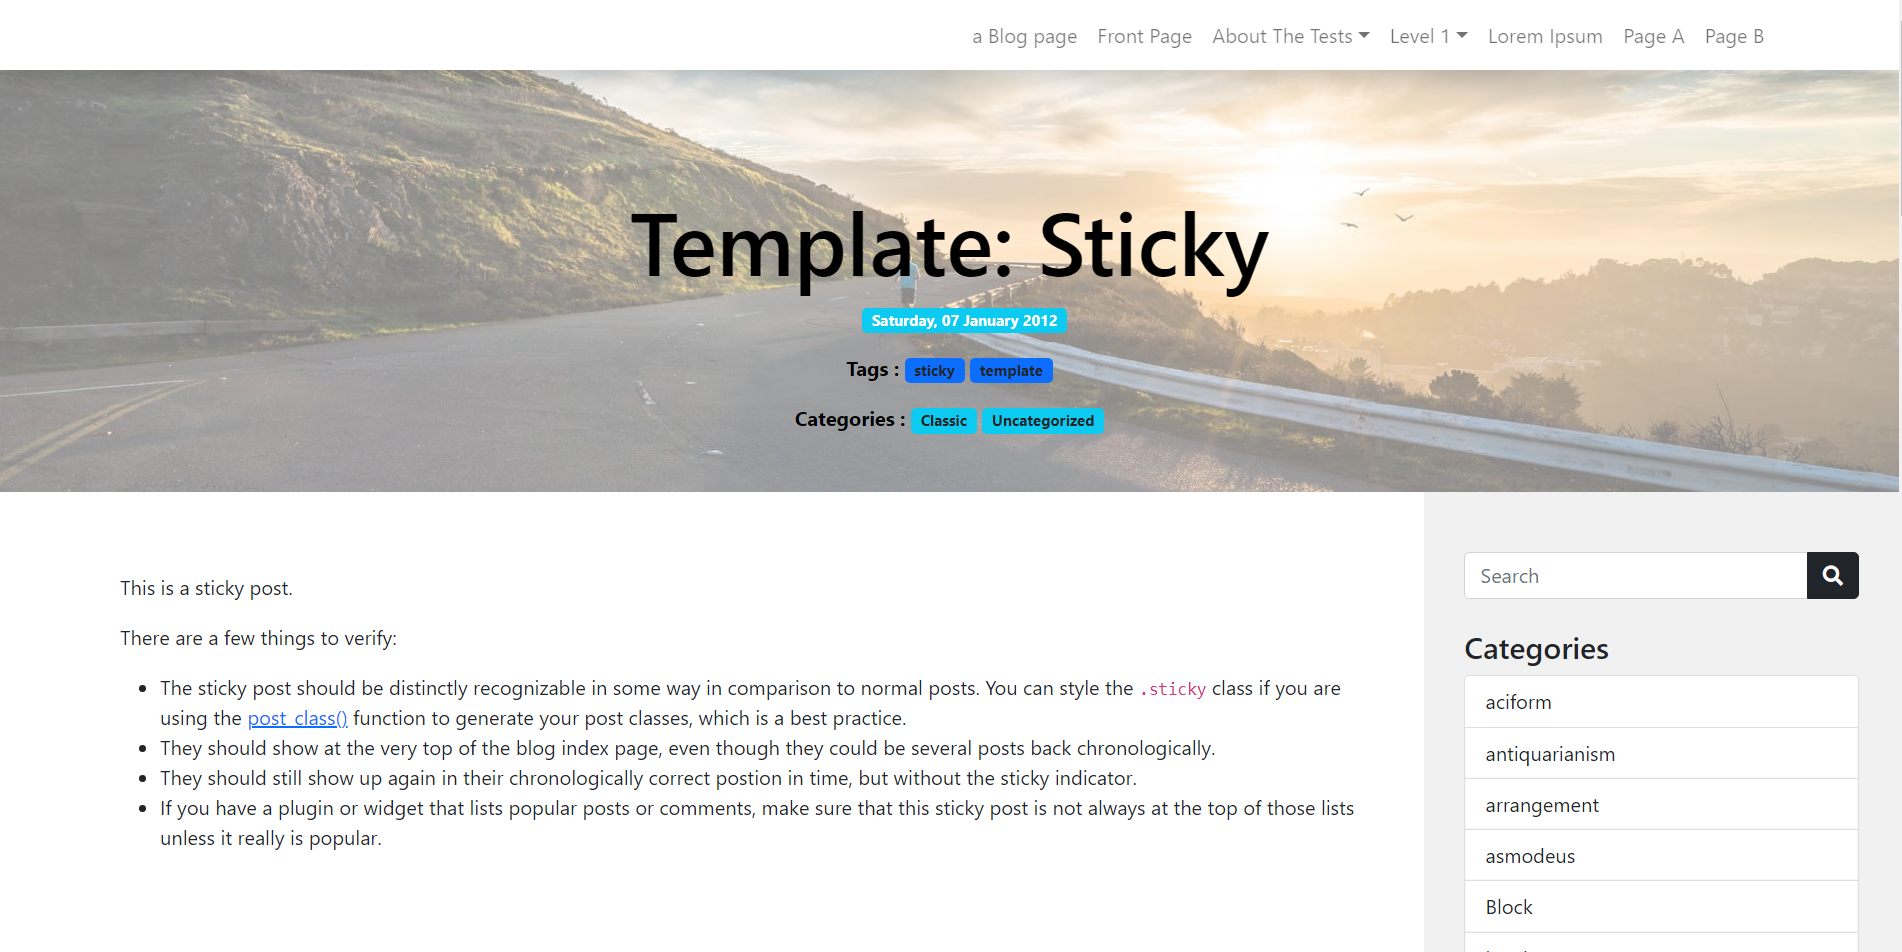 a Blog page Front Page About The Tests Level 1 Lorem Ipsum Page A Page B
Template: Sticky
Saturday, 07 January 2012
Tags : sticky template
Categories : Classic Uncategorized
This is a sticky post.
There are a few things to verify:
The sticky post should be distinctly recognizable in some way in comparison to normal posts. You can style the .sticky class if you are
using the post_class() function to generate your post classes, which is a best practice.
They should show at the very top of the blog index page, even though they could be several posts back chronologically.
They should still show up again in their chronologically correct postion in time, but without the sticky indicator.
If you have a plugin or widget that lists popular posts or comments, make sure that this sticky post is not always at the top of those lists
unless it really is popular.
Search
Categories
aciform
antiquarianism
arrangement
asmodeus
Block